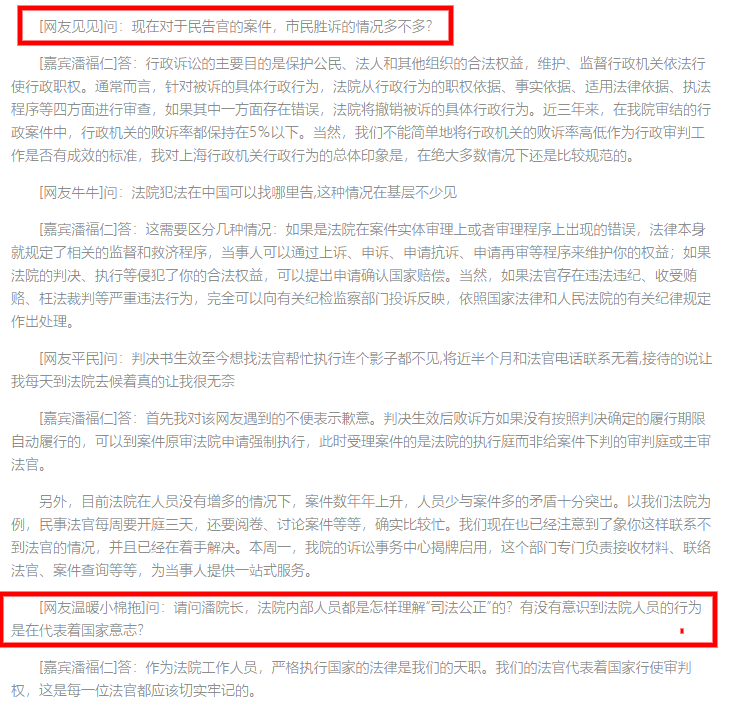 [网友见见]问：现在对于民告官的案件，市民胜诉的情况多不多？
[嘉宾潘福仁]答：行政诉讼的主要目的是保护公民、法人和其他组织的合法权益，维护、监督行政机关依法行
使行政职权。通常而言，针对被诉的具体行政行为，法院从行政行为的职权依据、事实依据、适用法律依据、执法
程序等四方面进行审查，如果其中一方面存在错误，法院将撤销被诉的具体行政行为。近三年来，在我院审结的行
政案件中，行政机关的败诉率都保持在5%以下。当然，我们不能简单地将行政机关的败诉率高低作为行政审判工
作是否有成效的标准，我对上海行政机关行政行为的总体印象是，在绝大多数情况下还是比较规范的。
[网友牛牛]问：法院犯法在中国可以找哪里告,这种情况在基层不少见
[嘉宾潘福仁]答：这需要区分几种情况：如果是法院在案件实体审理上或者审理程序上出现的错误，法律本身
就规定了相关的监督和救济程序，当事人可以通过上诉、申诉、申请抗诉、申请再审等程序来维护你的权益；如果
法院的判决、执行等侵犯了你的合法权益，可以提出申请确认国家赔偿。当然，如果法官存在违法违纪、收受贿
赂、枉法裁判等严重违法行为，完全可以向有关纪检监察部门投诉反映，依照国家法律和人民法院的有关纪律规定
作出处理。
[网友平民]问：判决书生效至今想找法官帮忙执行连个影子都不见,将近半个月和法官电话联系无着,接待的说让
我每天到法院去候着真的让我很无奈
[嘉宾潘福仁]答：首先我对该网友遇到的不便表示歉意。判决生效后败诉方如果没有按照判决确定的履行期限
自动履行的，可以到案件原审法院申请强制执行，此时受理案件的是法院的执行庭而非给案件下判的审判庭或主审
法官。
另外，目前法院在人员没有增多的情况下，案件数年年上升，人员少与案件多的矛盾十分突出。以我们法院为
例，民事法官每周要开庭三天，还要阅卷、讨论案件等等，确实比较忙。我们现在也已经注意到了象你这样联系不
到法官的情况，并且已经在着手解决。本周一，我院的诉讼事务中心揭牌启用，这个部门专门负责接收材料、联络
法官、案件查询等等，为当事人提供一站式服务。
[网友温暖小棉拖]问：请问潘院长，法院内部人员都是怎样理解“司法公正”的？有没有意识到法院人员的行为
是在代表着国家意志？
[嘉宾潘福仁]答：作为法院工作人员，严格执行国家的法律是我们的天职。我们的法官代表着国家行使审判
权，这是每一位法官都应该切实牢记的。